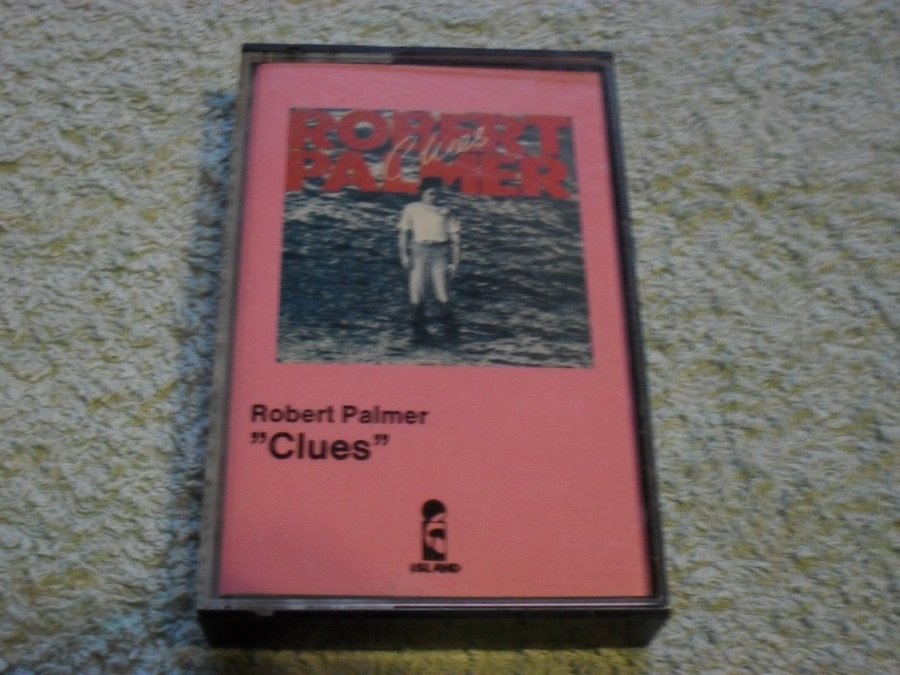 ROBERT
Clues
PALMER
Robert Palmer
”Clues”
ISLAND